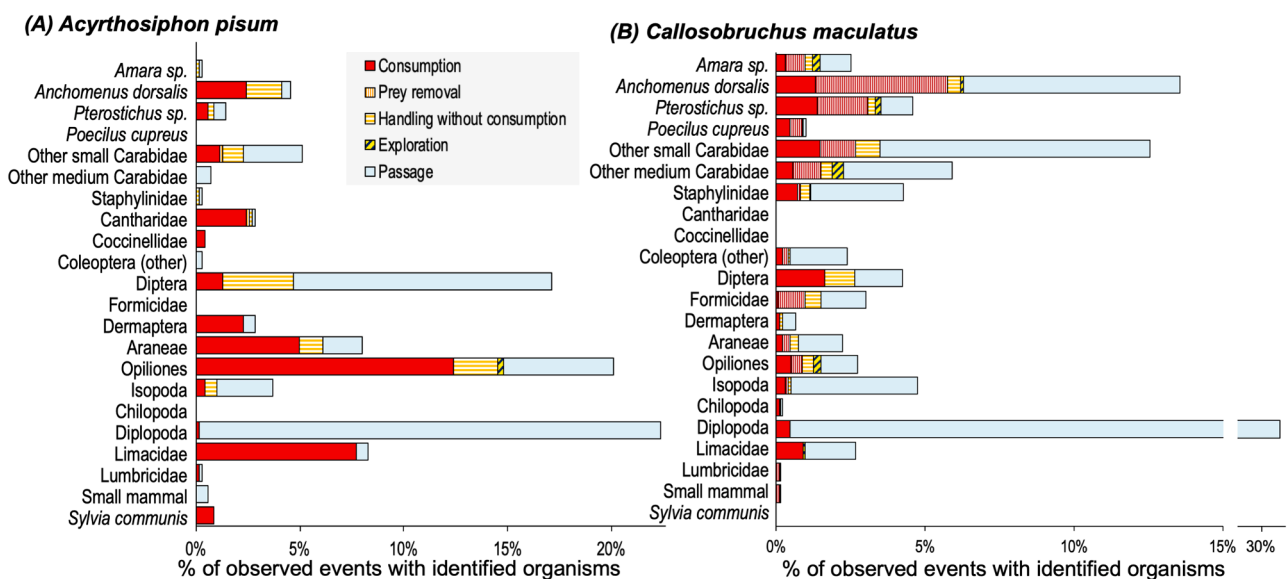 (A) Acyrthosiphon pisum
Amara sp.
Anchomenus dorsalis
Pterostichus sp.
Poecilus cupreus
Other small Carabidae
Other medium Carabidae
Staphylinidae
Cantharidae
Coccinellidae
Coleoptera (other)
Diptera
Formicidae
Dermaptera
Araneae
Opiliones
Isopoda
Chilopoda
Diplopoda
Limacidae
Lumbricidae
Small mammal
Sylvia communis
0% 5% 10% 15% 20%
% of observed events with identified organisms
Consumption
Prey removal
Handling without consumption
Exploration
Passage
(B) Callosobruchus maculatus
Amara sp.
Anchomenus dorsalis
Pterostichus sp.
Poecilus cupreus
Other small Carabidae
Other medium Carabidae
Staphylinidae
Cantharidae
Coccinellidae
Coleoptera (other)
Diptera
Formicidae
Dermaptera
Araneae
Opiliones
Isopoda
Chilopoda
Diplopoda
Limacidae
Lumbricidae
Small mammal
Sylvia communis
0% 5% 10% 15% 30%
% of observed events with identified organisms